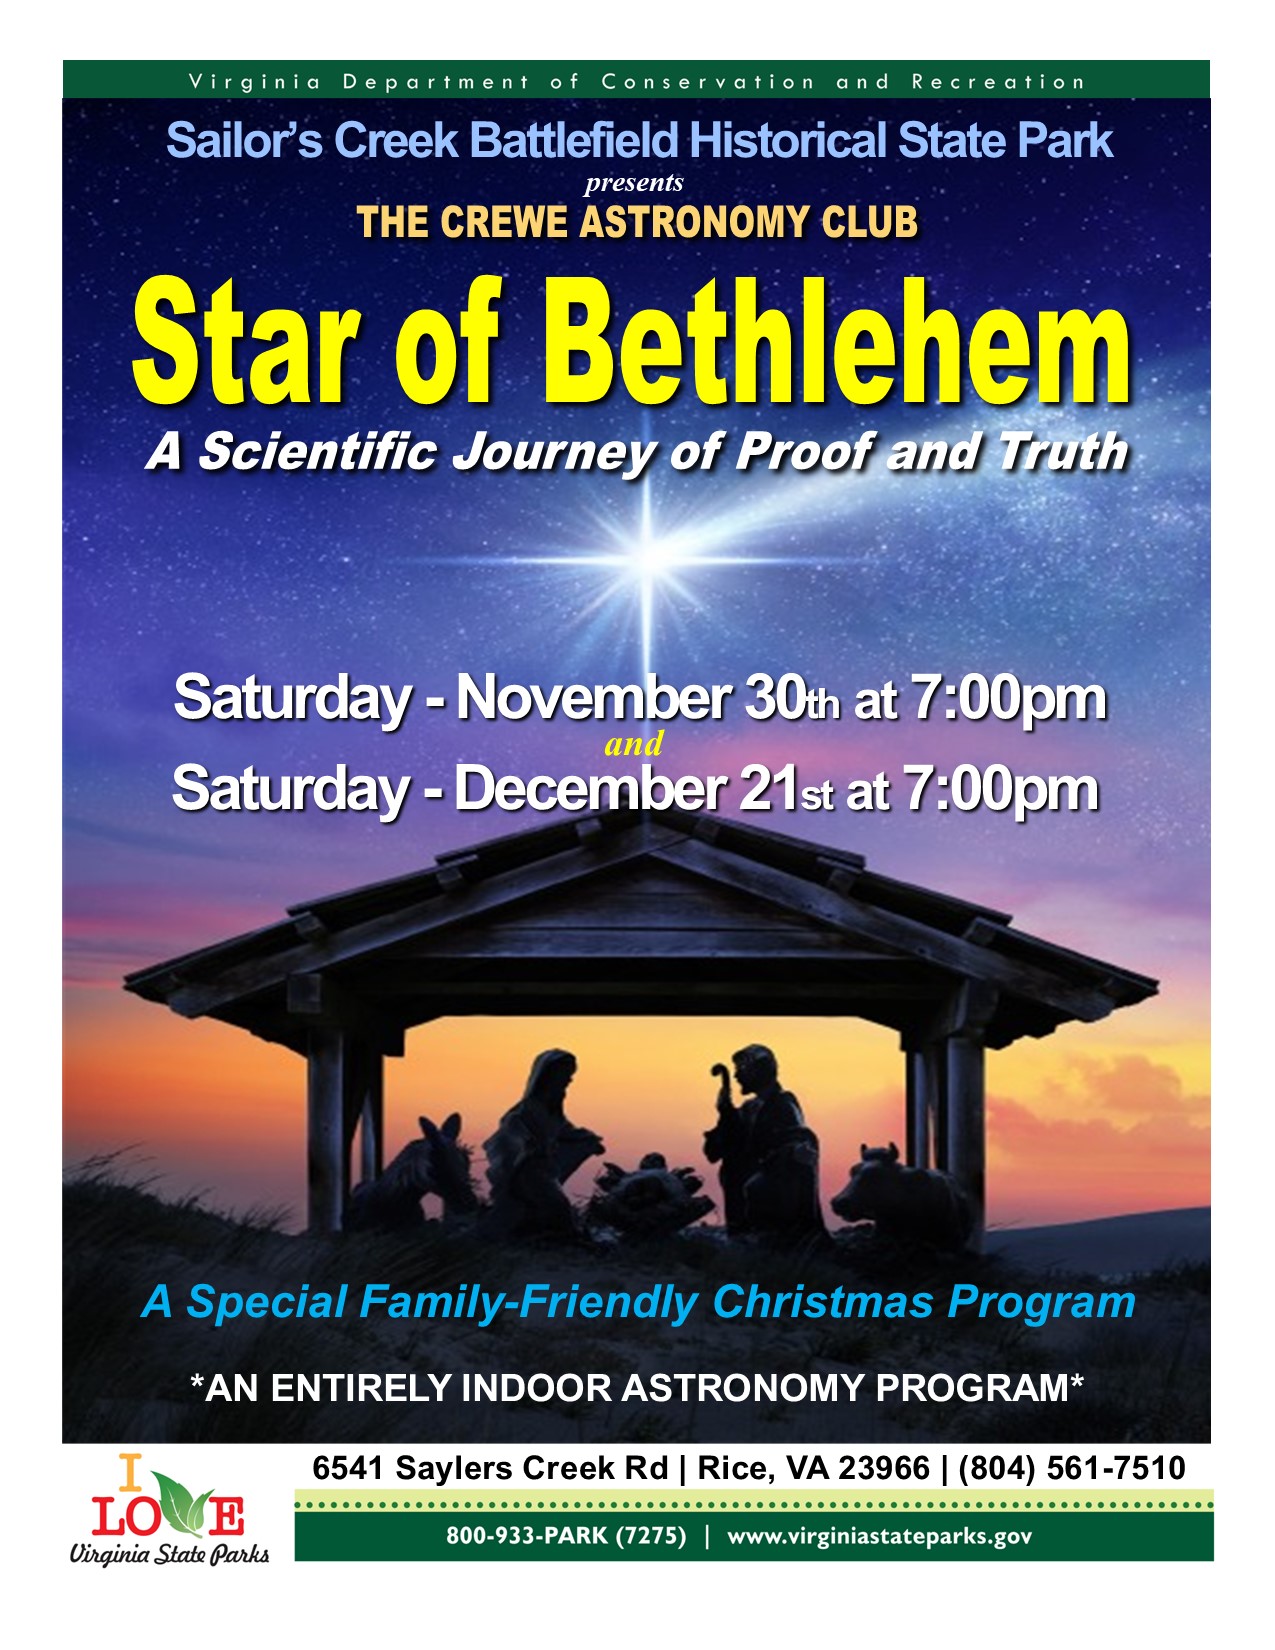 Virginia Department of Conservation and Recreation
Sailor's Creek Battlefield Historical State Park
presents
THE CREWE ASTRONOMY CLUB
Star of Bethlehem
A Scientific Journey of Proof and Truth
Saturday - November 30th at 7:00pm
and
Saturday - December 21st at 7:00pm
A Special Family-Friendly Christmas Program
*AN ENTIRELY INDOOR ASTRONOMY PROGRAM*
6541 Saylers Creek Rd | Rice, VA 23966 | (804) 561-7510
I
LOVE
Virginia State Parks
800-933-PARK (7275) | www.virginiastateparks.gov